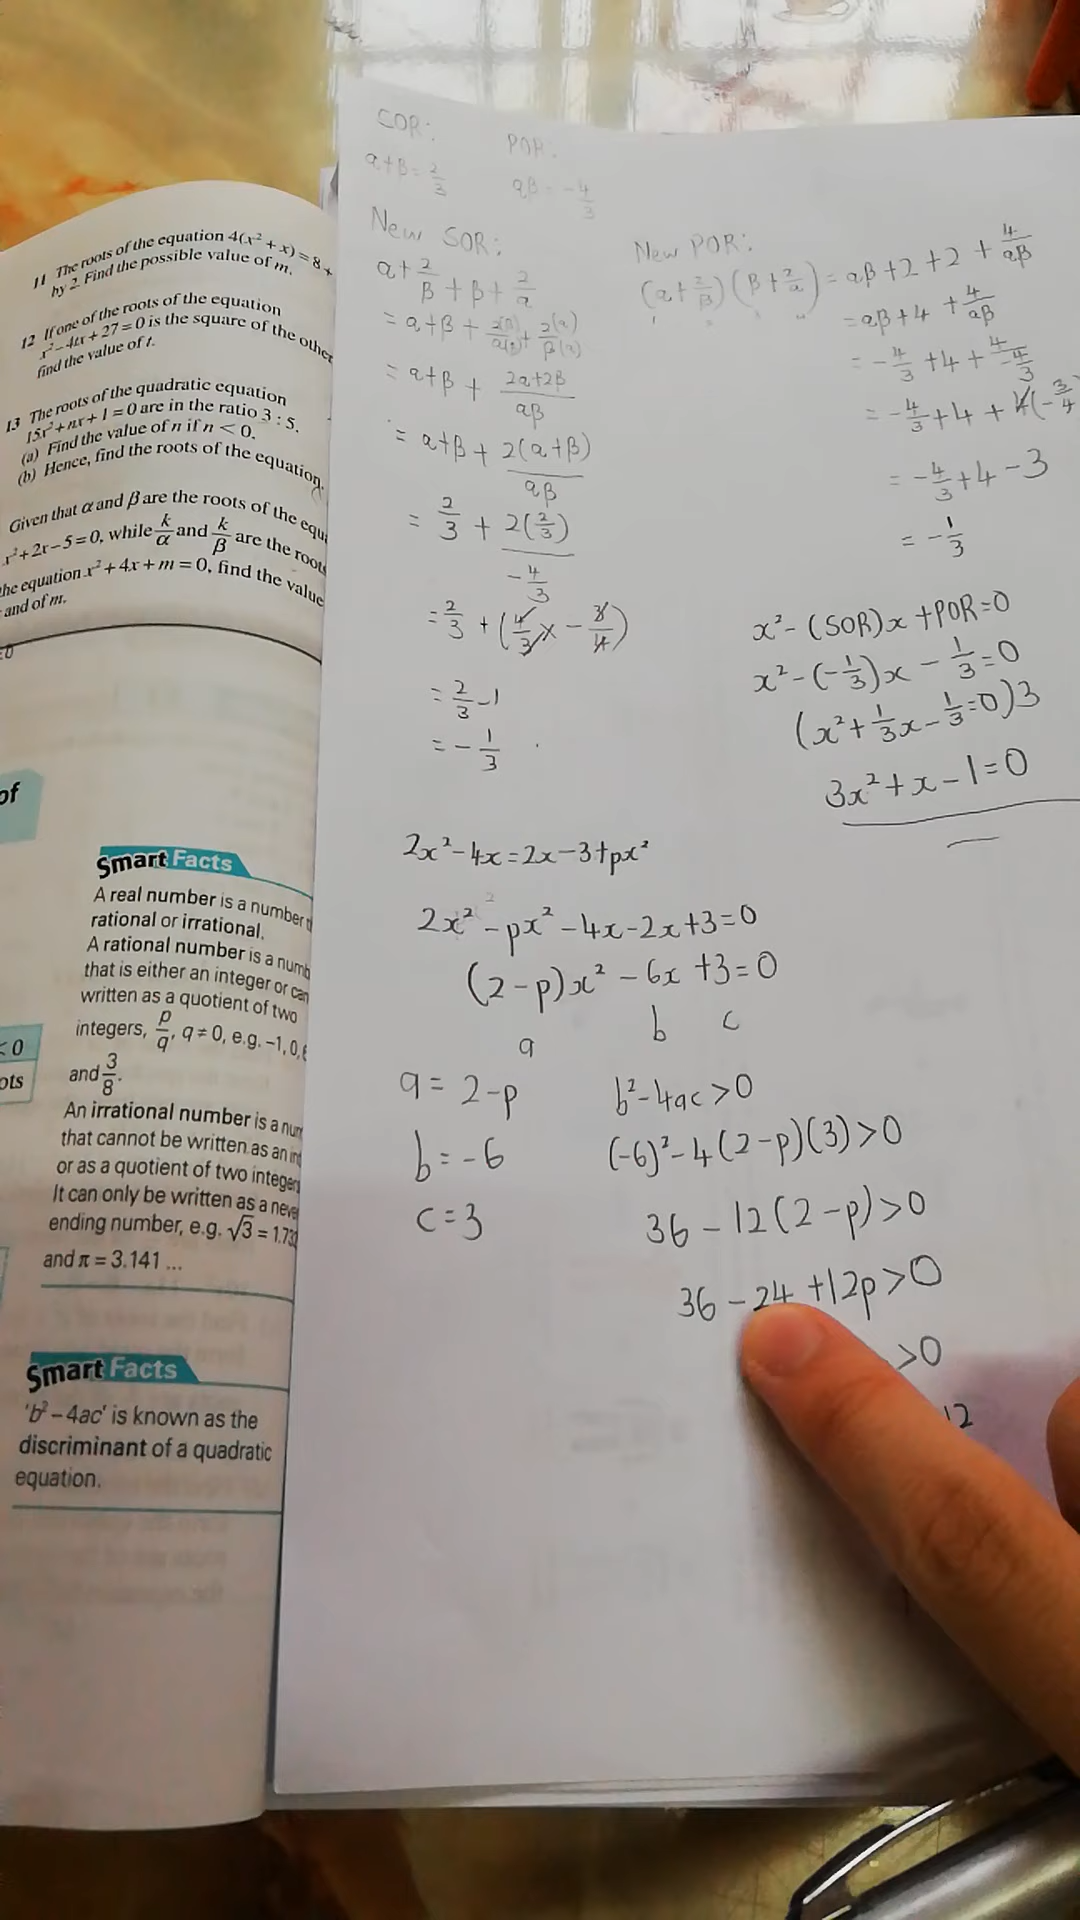 11 The roots of the equation 4(x² + x) = 8 +
by 2. Find the possible value of m.
12 If one of the roots of the equation
x² – 4tx + 27 = 0 is the square of the other
find the value of t.
13 The roots of the quadratic equation
15x² + nx + 1 = 0 are in the ratio 3 : 5.
(a) Find the value of n if n < 0.
(b) Hence, find the roots of the equation.
Given that α and β are the roots of the
x² + 2x – 5 = 0, while k/α and k/β are the
equation x² + 4x + m = 0, find the value
and of m.
of
< 0
Smart Facts
A real number is a number
rational or irrational.
A rational number is a
that is either an integer or
written as a quotient of two
integers, p/q, q ≠ 0, e.g. –1, 0,
and 3/8.
An irrational number is a
that cannot be written as an
or as a quotient of two
It can only be written as a
ending number, e.g. √3 =
and π = 3.141 ...
Smart Facts
'b² – 4ac' is known as the
discriminant of a quadratic
equation.
COR:
α+β = 2/3
POR:
αβ = -4/3
New SOR:
α + 2/β + β + 2/α
= α+β + 2(β)/α(β) + 2(α)/β(α)
= α+β + (2α+2β)/αβ
= α+β + 2(α+β)/αβ
= 2/3 + 2(2/3)/(-4/3)
= 2/3 + (4/3 x - 3/4)
= 2/3 - 1
= - 1/3
New POR:
(α + 2/β)(β + 2/α) = αβ + 2 + 2 + 4/αβ
= αβ + 4 + 4/αβ
= -4/3 + 4 + 4/(-4/3)
= -4/3 + 4 + 4(-3/4)
= -4/3 + 4 - 3
= - 1/3
x² - (SOR)x + POR = 0
x² - (-1/3)x - 1/3 = 0
(x² + 1/3x - 1/3 = 0)3
3x² + x - 1 = 0
2x² - 4x = 2x - 3 + px²
2x² - px² - 4x - 2x + 3 = 0
(2-p)x² - 6x + 3 = 0
a b c
a = 2-p
b = -6
c = 3
b² - 4ac > 0
(-6)² - 4(2-p)(3) > 0
36 - 12(2-p) > 0
36 - 24 + 12p > 0
> 0
12